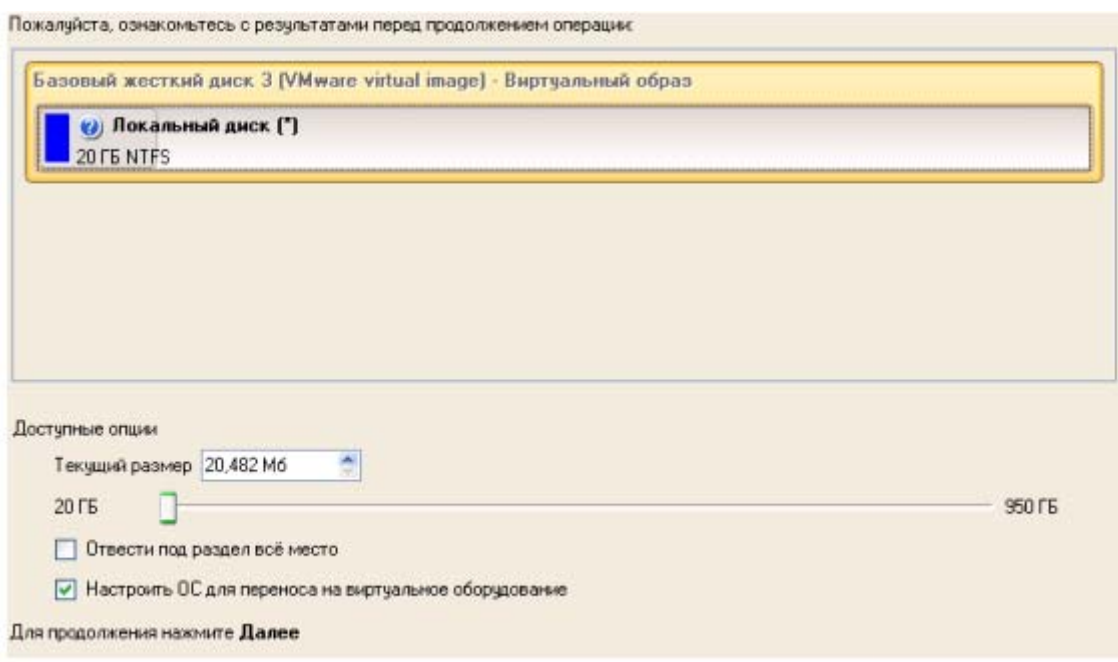 Пожалуйста, ознакомьтесь с результатами перед продолжением операции:
Базовый жесткий диск 3 (VMware virtual image) - Виртуальный образ
Локальный диск (*)
20 ГБ NTFS
Доступные опции
Текущий размер 20,482 Мб
20 ГБ 950 ГБ
Отвести под раздел всё место
Настроить ОС для переноса на виртуальное оборудование
Для продолжения нажмите Далее